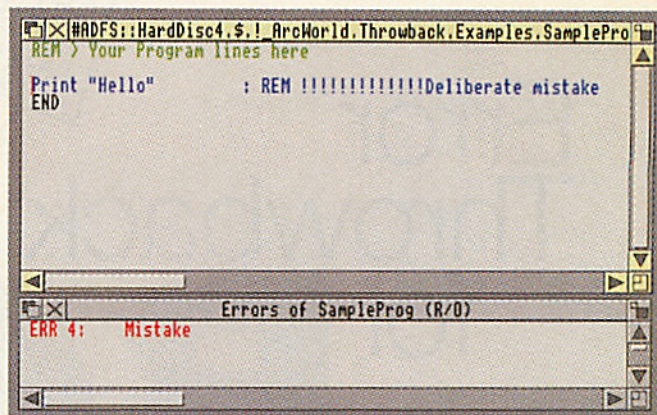 #ADFS::HardDisc4.$.!_ArcWorld.Throwback.Examples.SamplePro
REM > Your Program lines here
Print "Hello" : REM !!!!!!!!!!!!!Deliberate mistake
END
Errors of SampleProg (R/O)
ERR 4: Mistake